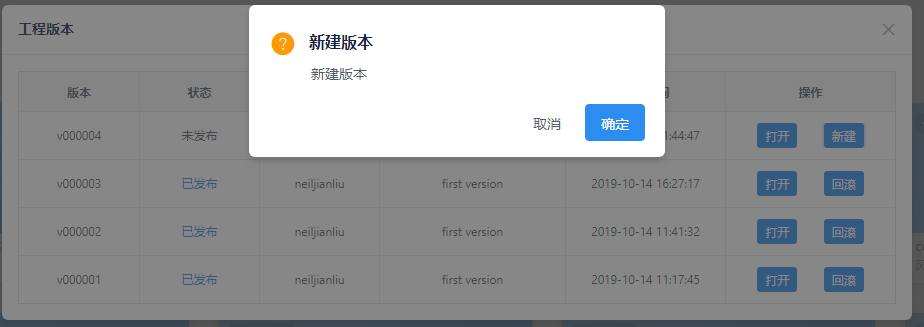 工程版本
新建版本
新建版本
取消
确定
版本 状态 操作
v000004 未发布 :44:47 打开 新建
v000003 已发布 neiljianliu first version 2019-10-14 16:27:17 打开 回滚
v000002 已发布 neiljianliu first version 2019-10-14 11:41:32 打开 回滚
v000001 已发布 neiljianliu first version 2019-10-14 11:17:45 打开 回滚